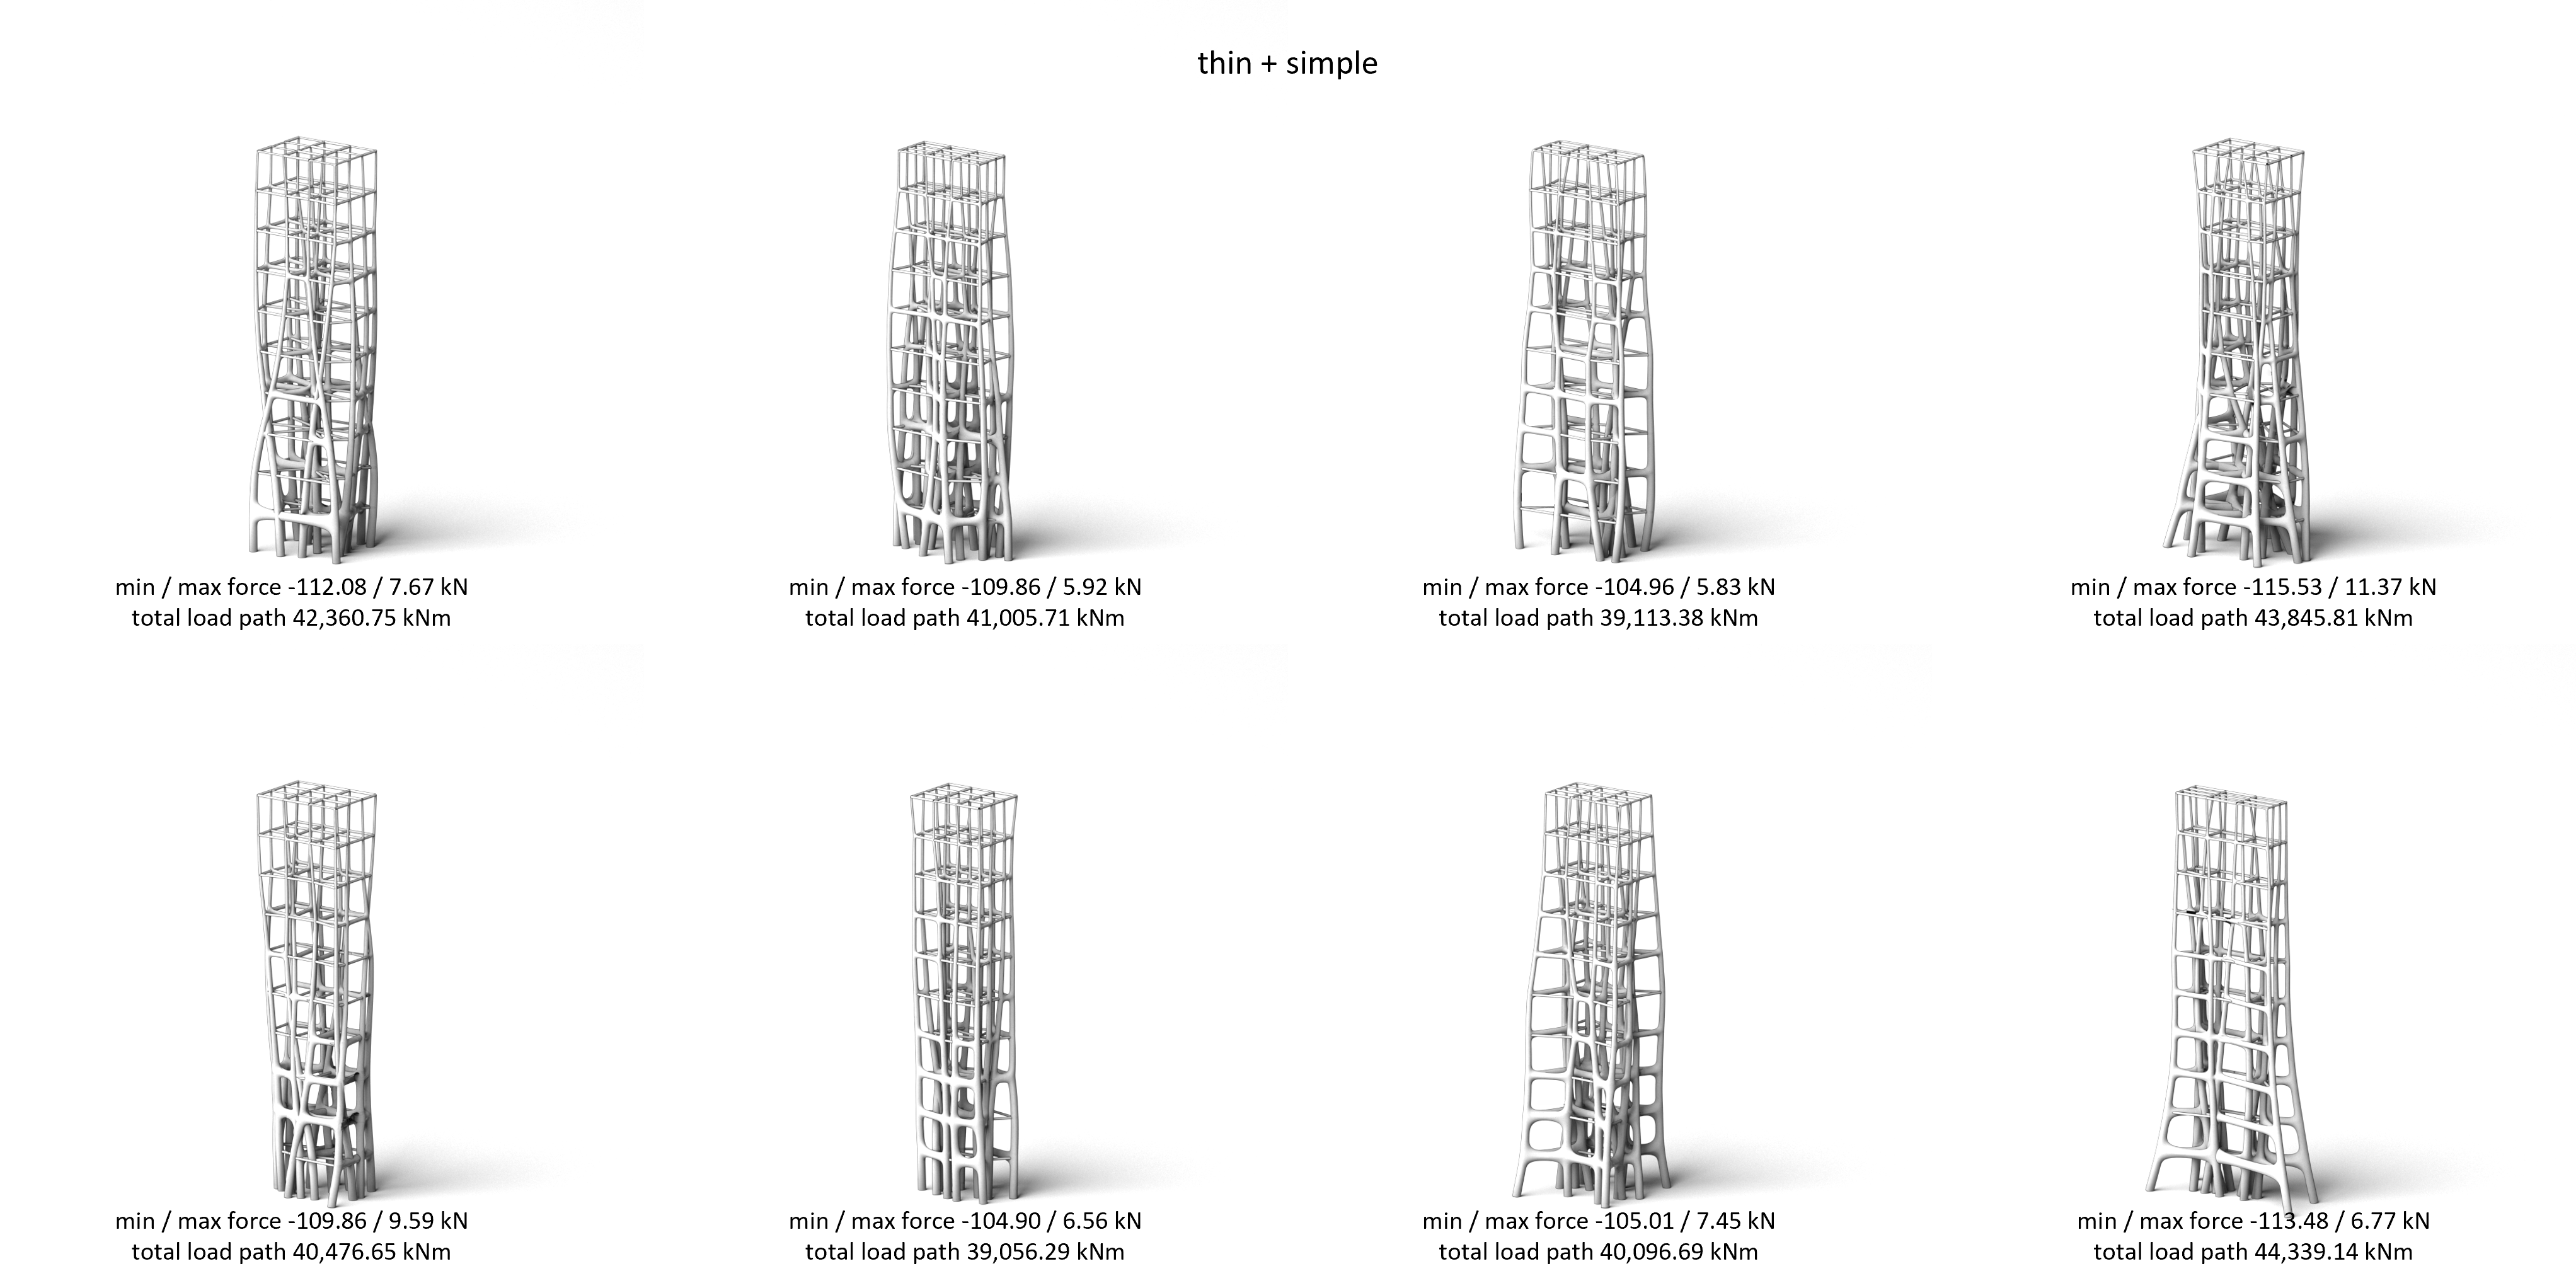 thin + simple
min / max force -112.08 / 7.67 kN
total load path 42,360.75 kNm
min / max force -109.86 / 5.92 kN
total load path 41,005.71 kNm
min / max force -104.96 / 5.83 kN
total load path 39,113.38 kNm
min / max force -115.53 / 11.37 kN
total load path 43,845.81 kNm
min / max force -109.86 / 9.59 kN
total load path 40,476.65 kNm
min / max force -104.90 / 6.56 kN
total load path 39,056.29 kNm
min / max force -105.01 / 7.45 kN
total load path 40,096.69 kNm
min / max force -113.48 / 6.77 kN
total load path 44,339.14 kNm